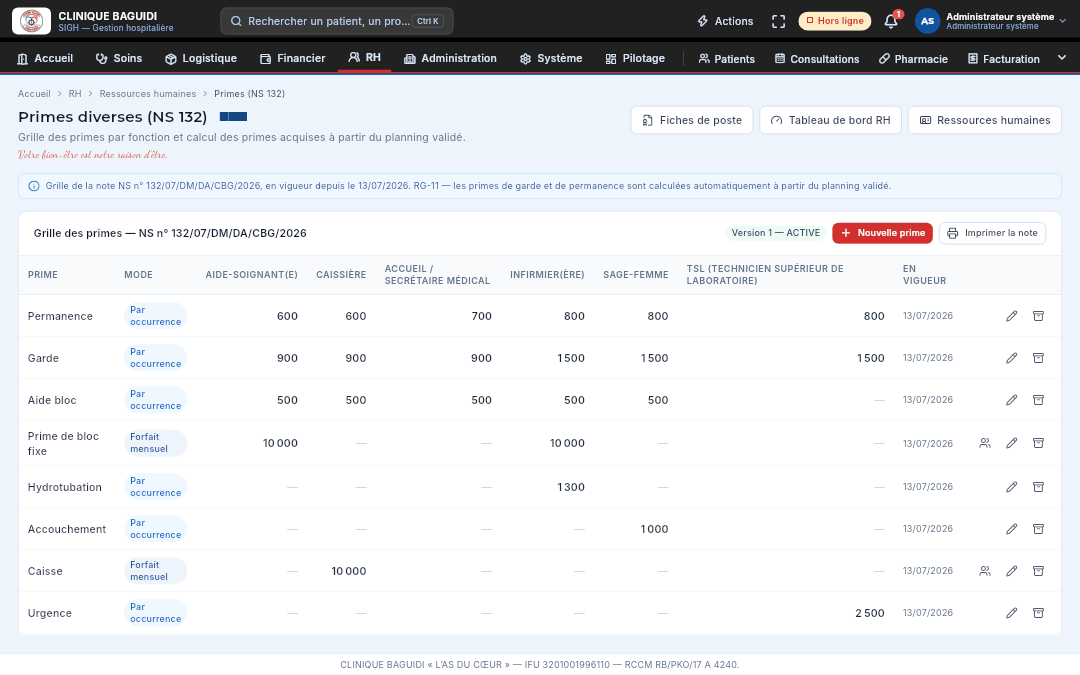 CLINIQUE BAGUIDI
SIGH — Gestion hospitalière
Rechercher un patient, un pro... Ctrl K
Actions
Hors ligne
1
AS
Administrateur système
Administrateur système
Accueil Soins Logistique Financier RH Administration Système Pilotage Patients Consultations Pharmacie Facturation
Accueil > RH > Ressources humaines > Primes (NS 132)
Primes diverses (NS 132)
Grille des primes par fonction et calcul des primes acquises à partir du planning validé.
Votre bien-être est notre raison d'être.
Fiches de poste
Tableau de bord RH
Ressources humaines
Grille de la note NS n° 132/07/DM/DA/CBG/2026, en vigueur depuis le 13/07/2026. RG-11 — les primes de garde et de permanence sont calculées automatiquement à partir du planning validé.
Grille des primes — NS n° 132/07/DM/DA/CBG/2026
Version 1 — ACTIVE
+ Nouvelle prime
Imprimer la note
PRIME MODE AIDE-SOIGNANT(E) CAISSIÈRE ACCUEIL / SECRÉTAIRE MÉDICAL INFIRMIER(ÈRE) SAGE-FEMME TSL (TECHNICIEN SUPÉRIEUR DE LABORATOIRE) EN VIGUEUR
Permanence Par occurrence 600 600 700 800 800 800 13/07/2026
Garde Par occurrence 900 900 900 1 500 1 500 1 500 13/07/2026
Aide bloc Par occurrence 500 500 500 500 500 — 13/07/2026
Prime de bloc fixe Forfait mensuel 10 000 — — 10 000 — — 13/07/2026
Hydrotubation Par occurrence — — — 1 300 — — 13/07/2026
Accouchement Par occurrence — — — — 1 000 — 13/07/2026
Caisse Forfait mensuel — 10 000 — — — — 13/07/2026
Urgence Par occurrence — — — — — 2 500 13/07/2026
CLINIQUE BAGUIDI « L'AS DU CŒUR » — IFU 3201001996110 — RCCM RB/PKO/17 A 4240.